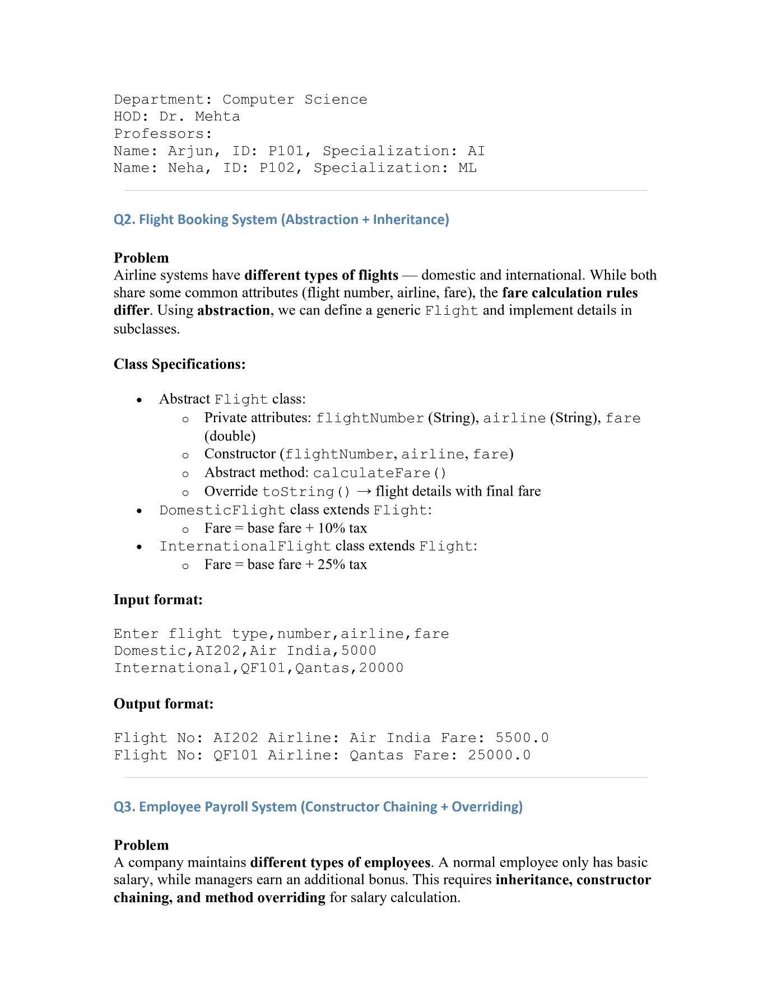 Department: Computer Science
HOD: Dr. Mehta
Professors:
Name: Arjun, ID: P101, Specialization: AI
Name: Neha, ID: P102, Specialization: ML
Q2. Flight Booking System (Abstraction + Inheritance)
Problem
Airline systems have different types of flights — domestic and international. While both
share some common attributes (flight number, airline, fare), the fare calculation rules
differ. Using abstraction, we can define a generic Flight and implement details in
subclasses.
Class Specifications:
• Abstract Flight class:
o Private attributes: flightNumber (String), airline (String), fare
(double)
o Constructor (flightNumber, airline, fare)
o Abstract method: calculateFare()
o Override toString() → flight details with final fare
• DomesticFlight class extends Flight:
o Fare = base fare + 10% tax
• InternationalFlight class extends Flight:
o Fare = base fare + 25% tax
Input format:
Enter flight type,number,airline,fare
Domestic,AI202,Air India,5000
International,QF101,Qantas,20000
Output format:
Flight No: AI202 Airline: Air India Fare: 5500.0
Flight No: QF101 Airline: Qantas Fare: 25000.0
Q3. Employee Payroll System (Constructor Chaining + Overriding)
Problem
A company maintains different types of employees. A normal employee only has basic
salary, while managers earn an additional bonus. This requires inheritance, constructor
chaining, and method overriding for salary calculation.